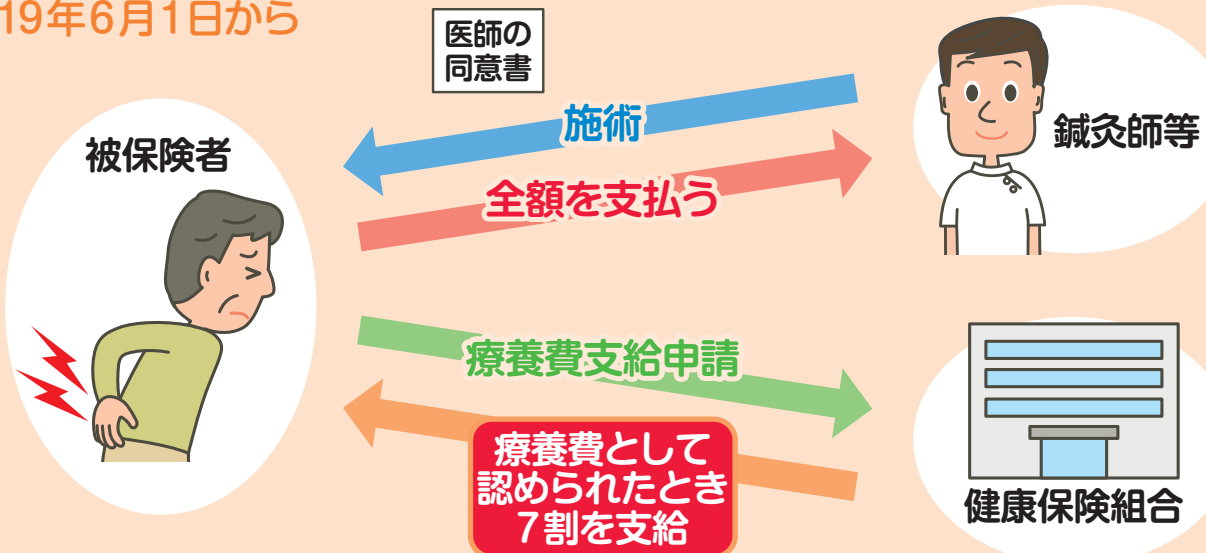 19年6月1日から
医師の
同意書
施術
被保険者
鍼灸師等
全額を支払う
療養費支給申請
療養費として
認められたとき
7割を支給
健康保険組合